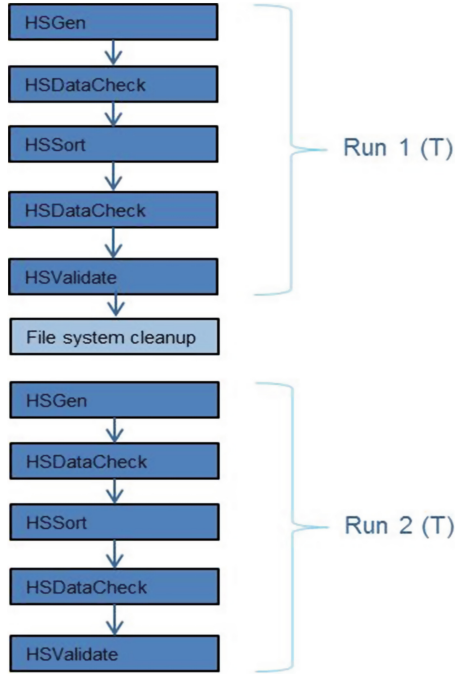 HSGen
HSDataCheck
HSSort
Run 1 (T)
HSDataCheck
HSValidate
File system cleanup
HSGen
HSDataCheck
HSSort
Run 2 (T)
HSDataCheck
HSValidate